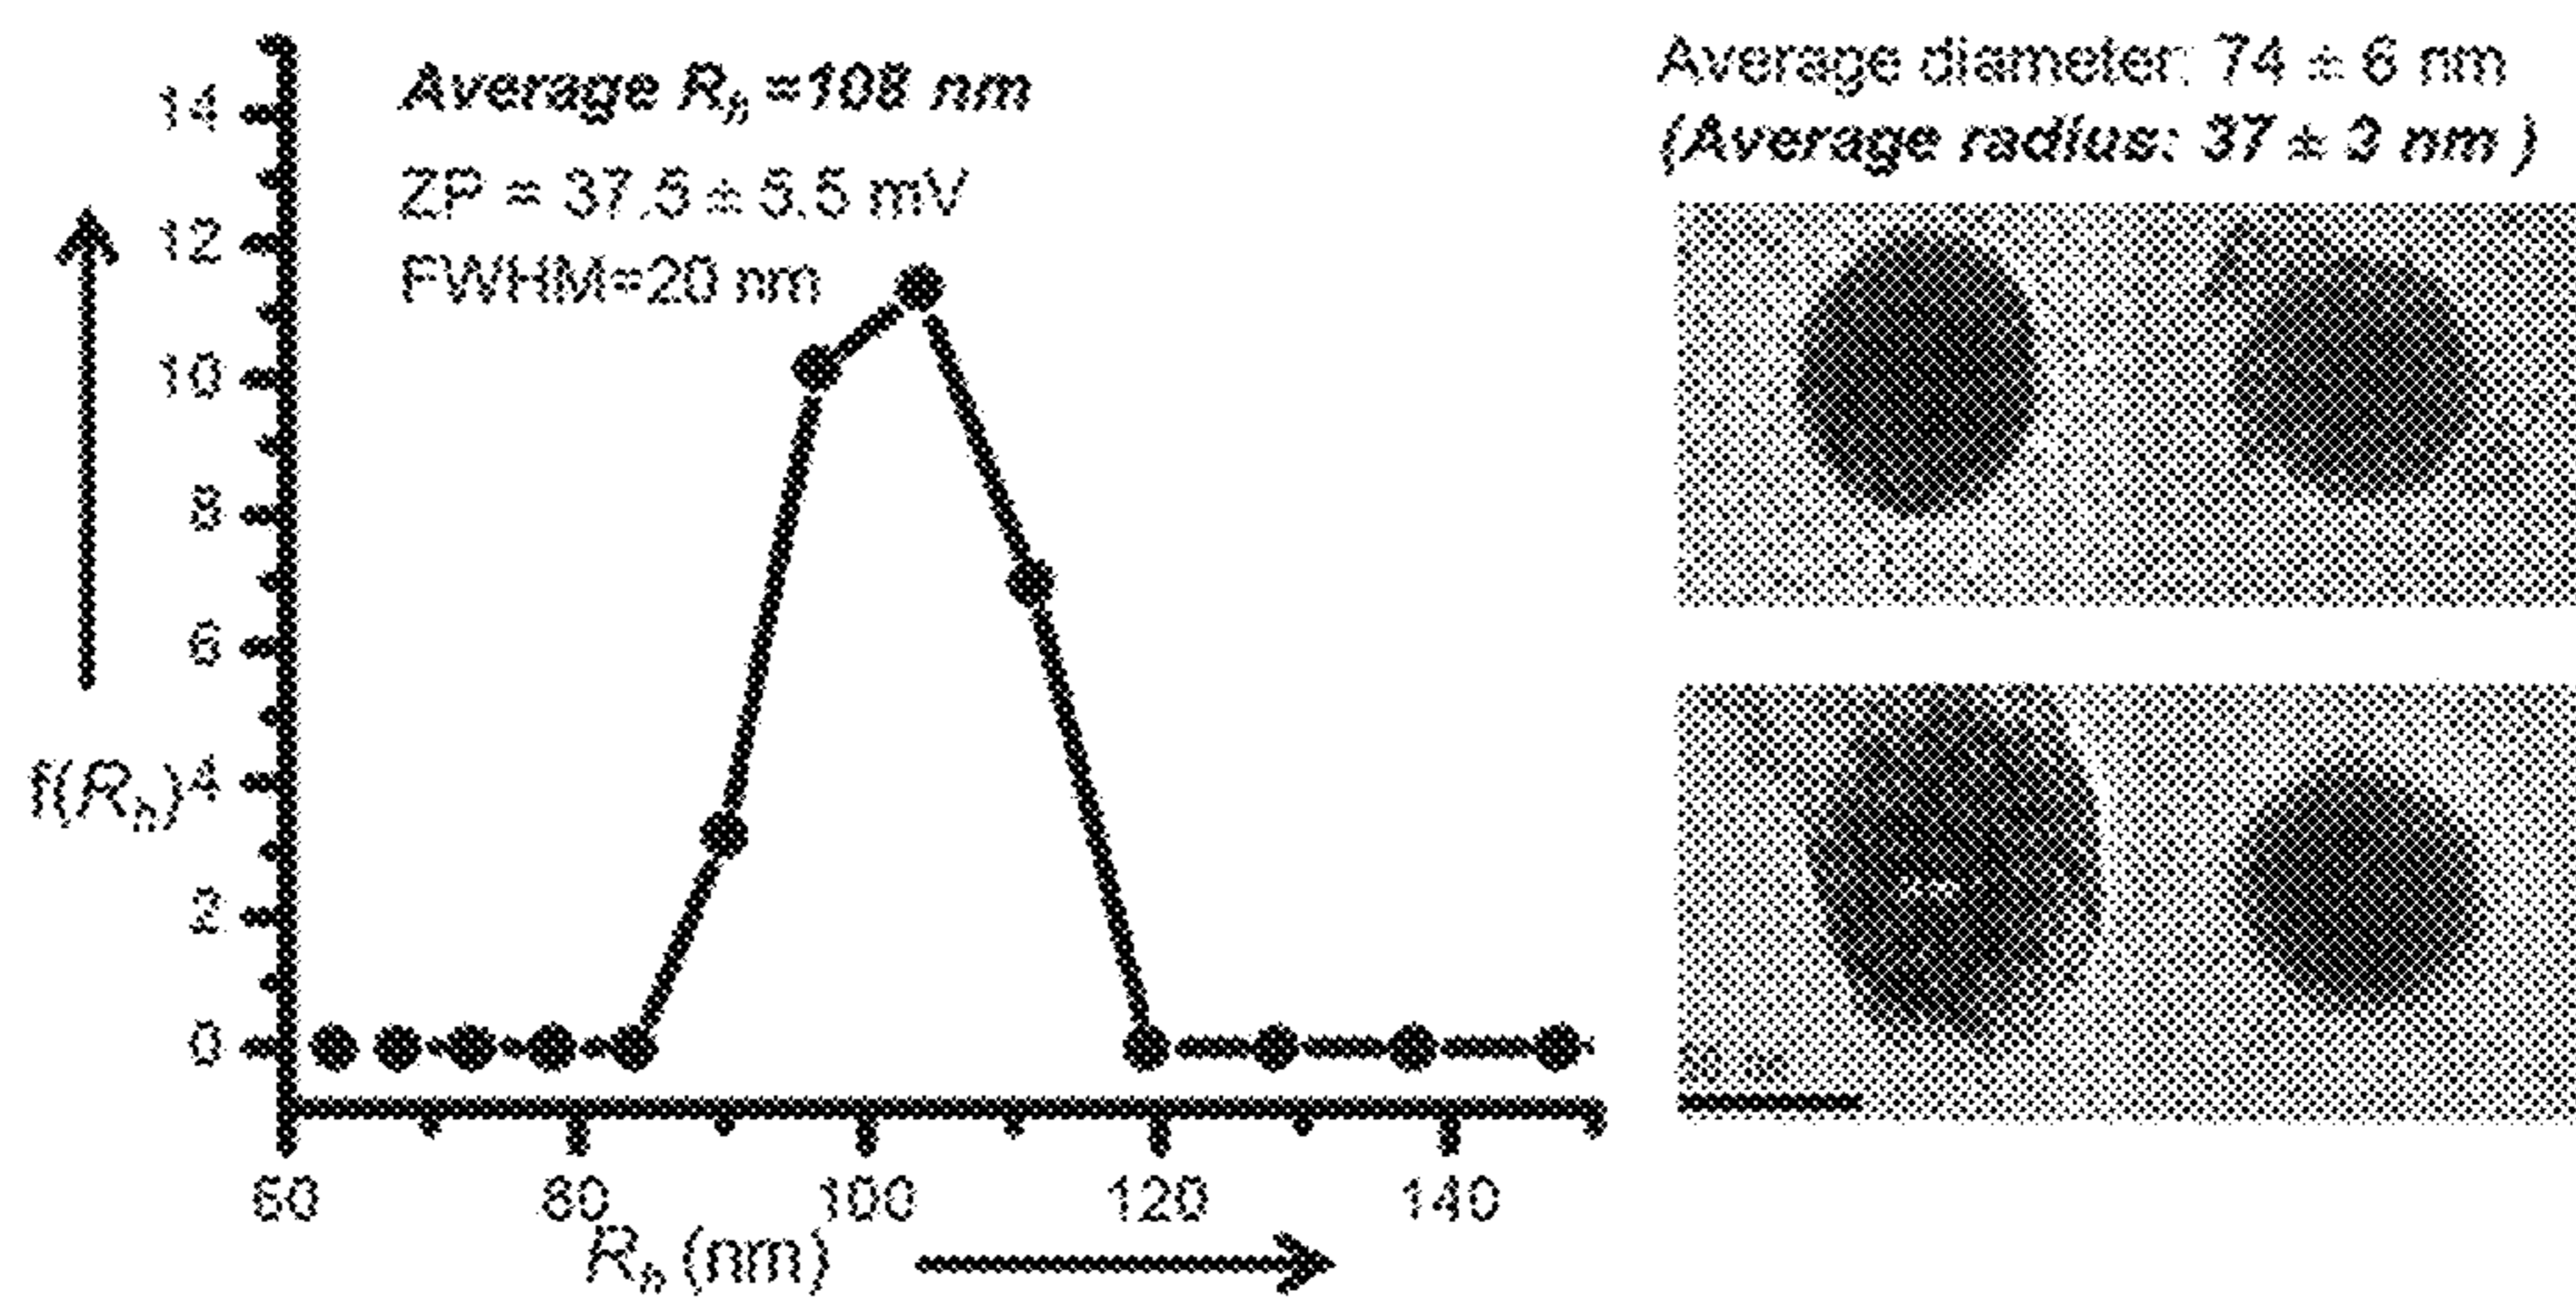 Average Rh =108 nm
ZP = 37.5 ± 5.5 mV
FWHM=20 nm
14
12
10
8
6
4
2
0
f(Rh)
60
80
100
120
140
Rh (nm)
Average diameter: 74 ± 6 nm
(Average radius: 37 ± 3 nm )